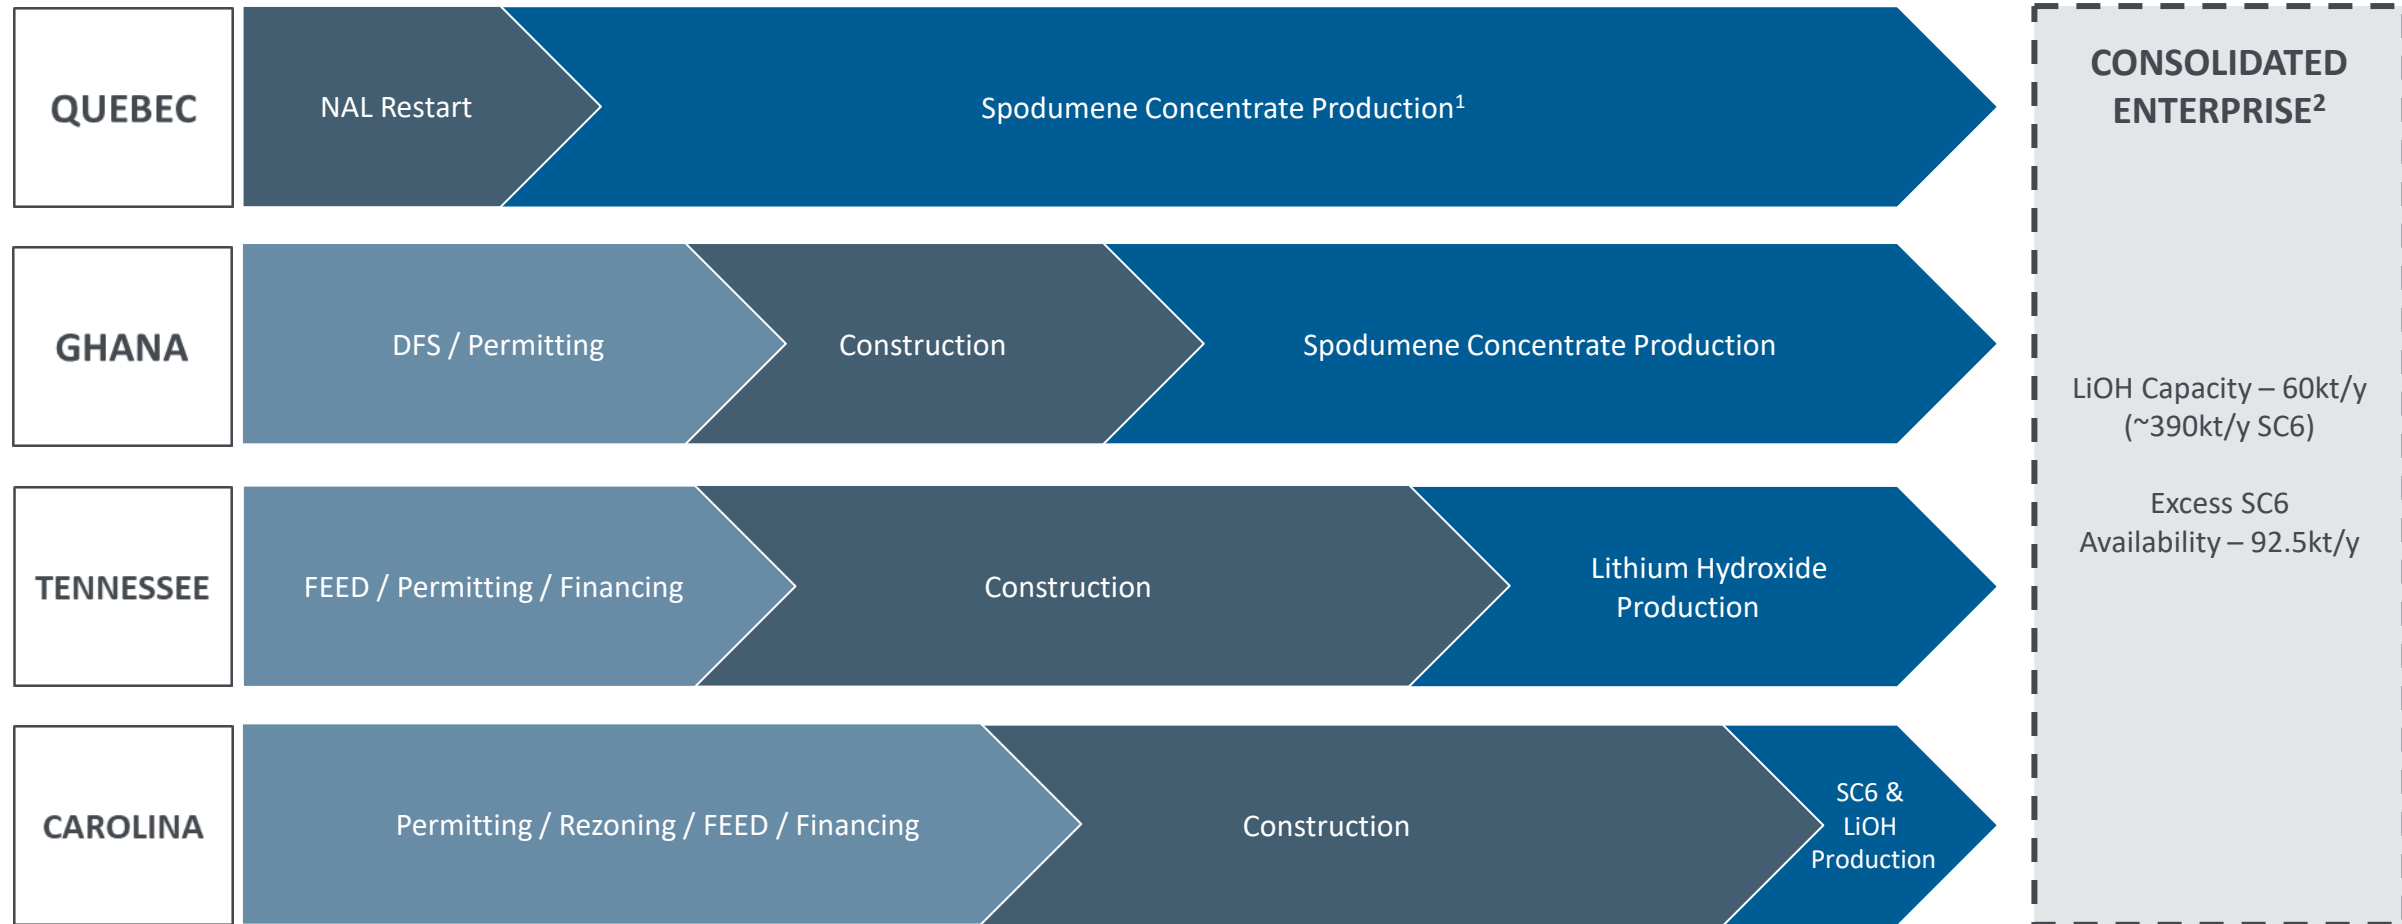 QUEBEC
NAL Restart
Spodumene Concentrate Production¹
GHANA
DFS / Permitting
Construction
Spodumene Concentrate Production
TENNESSEE
FEED / Permitting / Financing
Construction
Lithium Hydroxide
Production
CAROLINA
Permitting / Rezoning / FEED / Financing
Construction
SC6 &
LiOH
Production
CONSOLIDATED
ENTERPRISE²
LiOH Capacity – 60kt/y
(~390kt/y SC6)
Excess SC6
Availability – 92.5kt/y